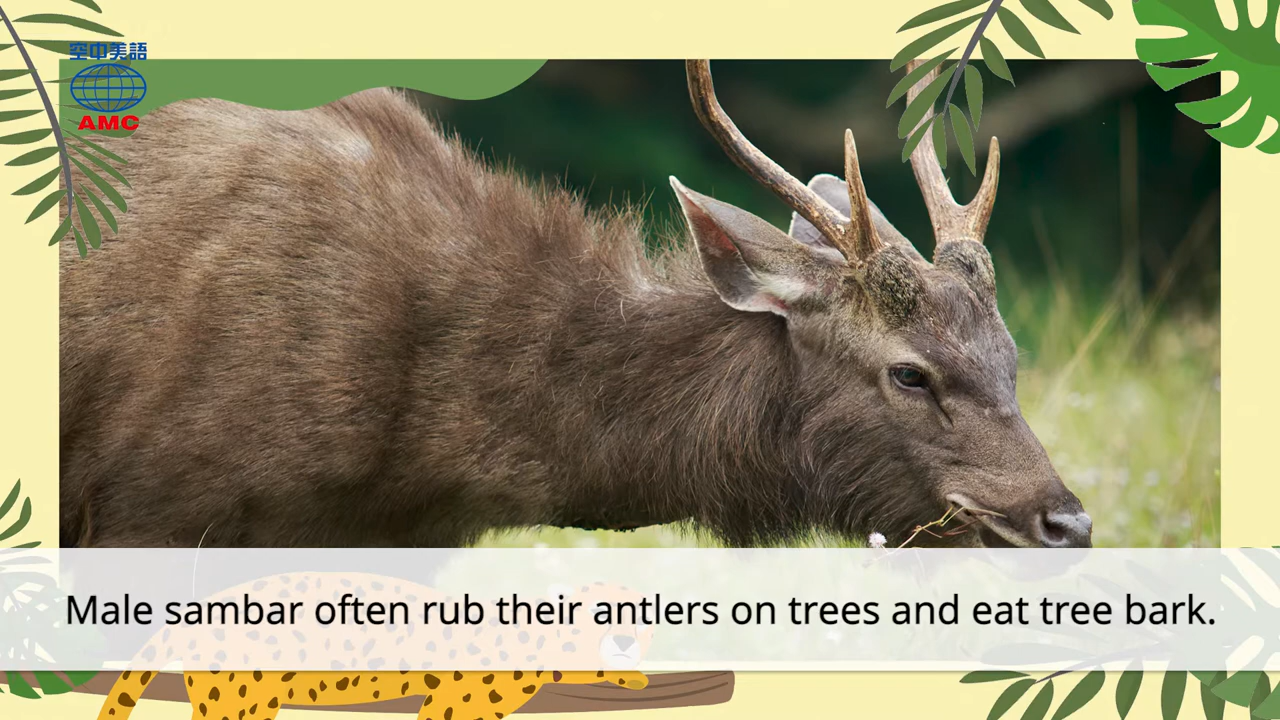 空中美語
AMC
Male sambar often rub their antlers on trees and eat tree bark.